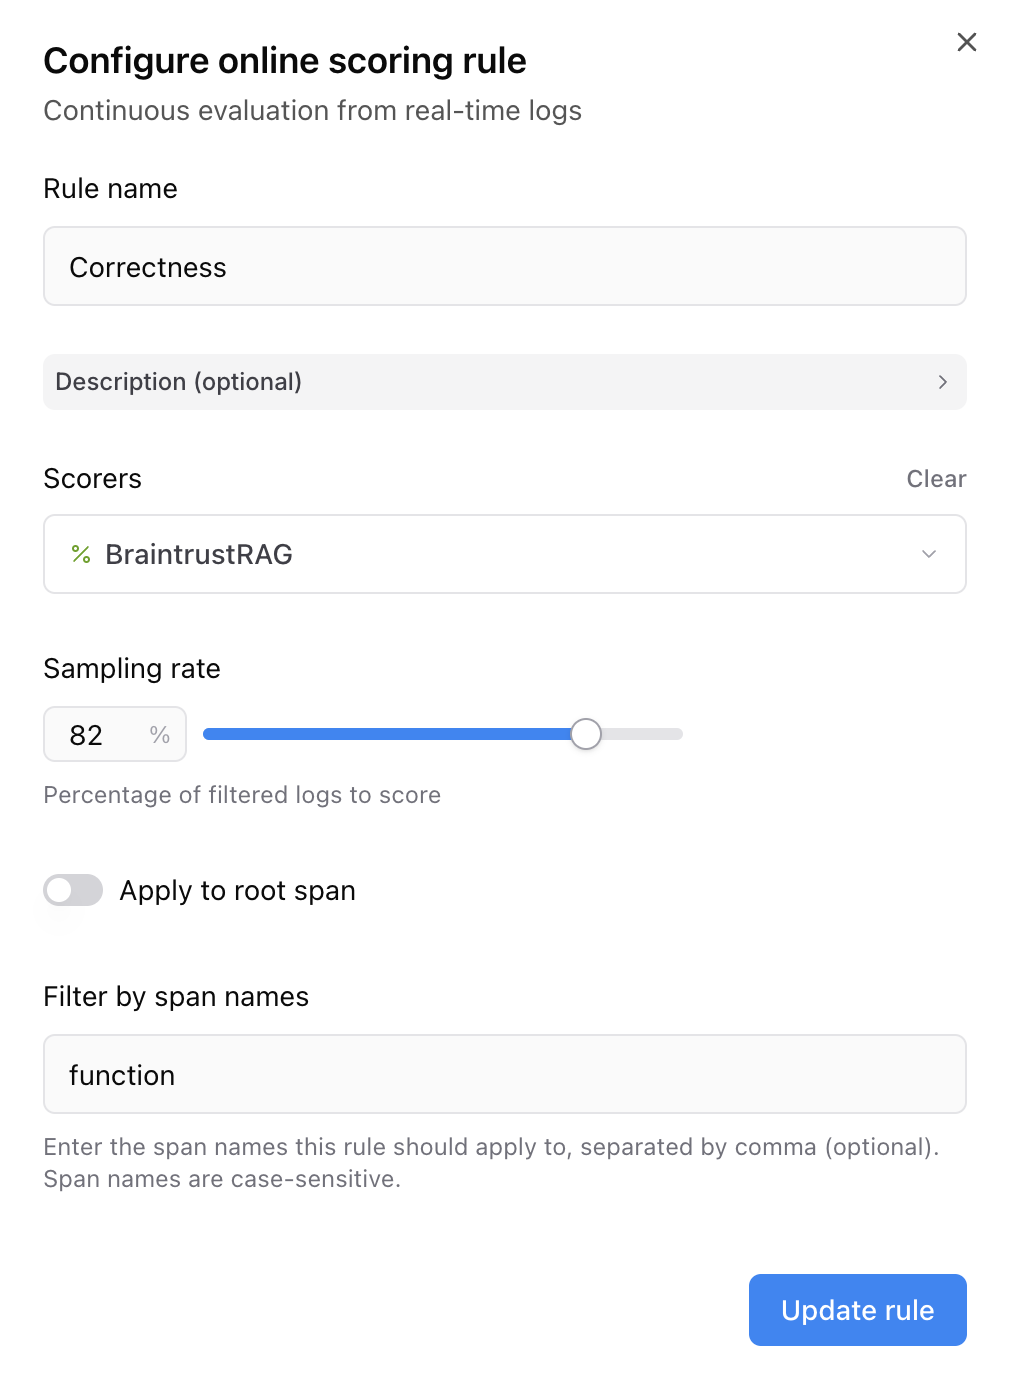 Configure online scoring rule
Continuous evaluation from real-time logs
Rule name
Correctness
Description (optional)
Scorers
Clear
BraintrustRAG
Sampling rate
82 %
Percentage of filtered logs to score
Apply to root span
Filter by span names
function
Enter the span names this rule should apply to, separated by comma (optional).
Span names are case-sensitive.
Update rule